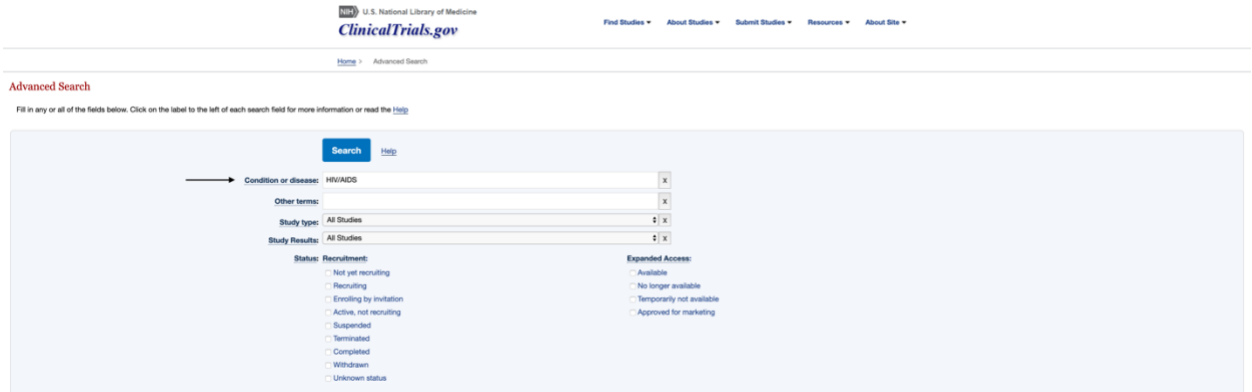 NIH U.S. National Library of Medicine
ClinicalTrials.gov
Find Studies ▾ About Studies ▾ Submit Studies ▾ Resources ▾ About Site ▾
Home > Advanced Search
Advanced Search
Fill in any or all of the fields below. Click on the label to the left of each search field for more information or read the Help
Search Help
Condition or disease: HIV/AIDS x
Other terms: x
Study type: All Studies x
Study Results: All Studies x
Status: Recruitment: Expanded Access:
Not yet recruiting Available
Recruiting No longer available
Enrolling by invitation Temporarily not available
Active, not recruiting Approved for marketing
Suspended
Terminated
Completed
Withdrawn
Unknown status